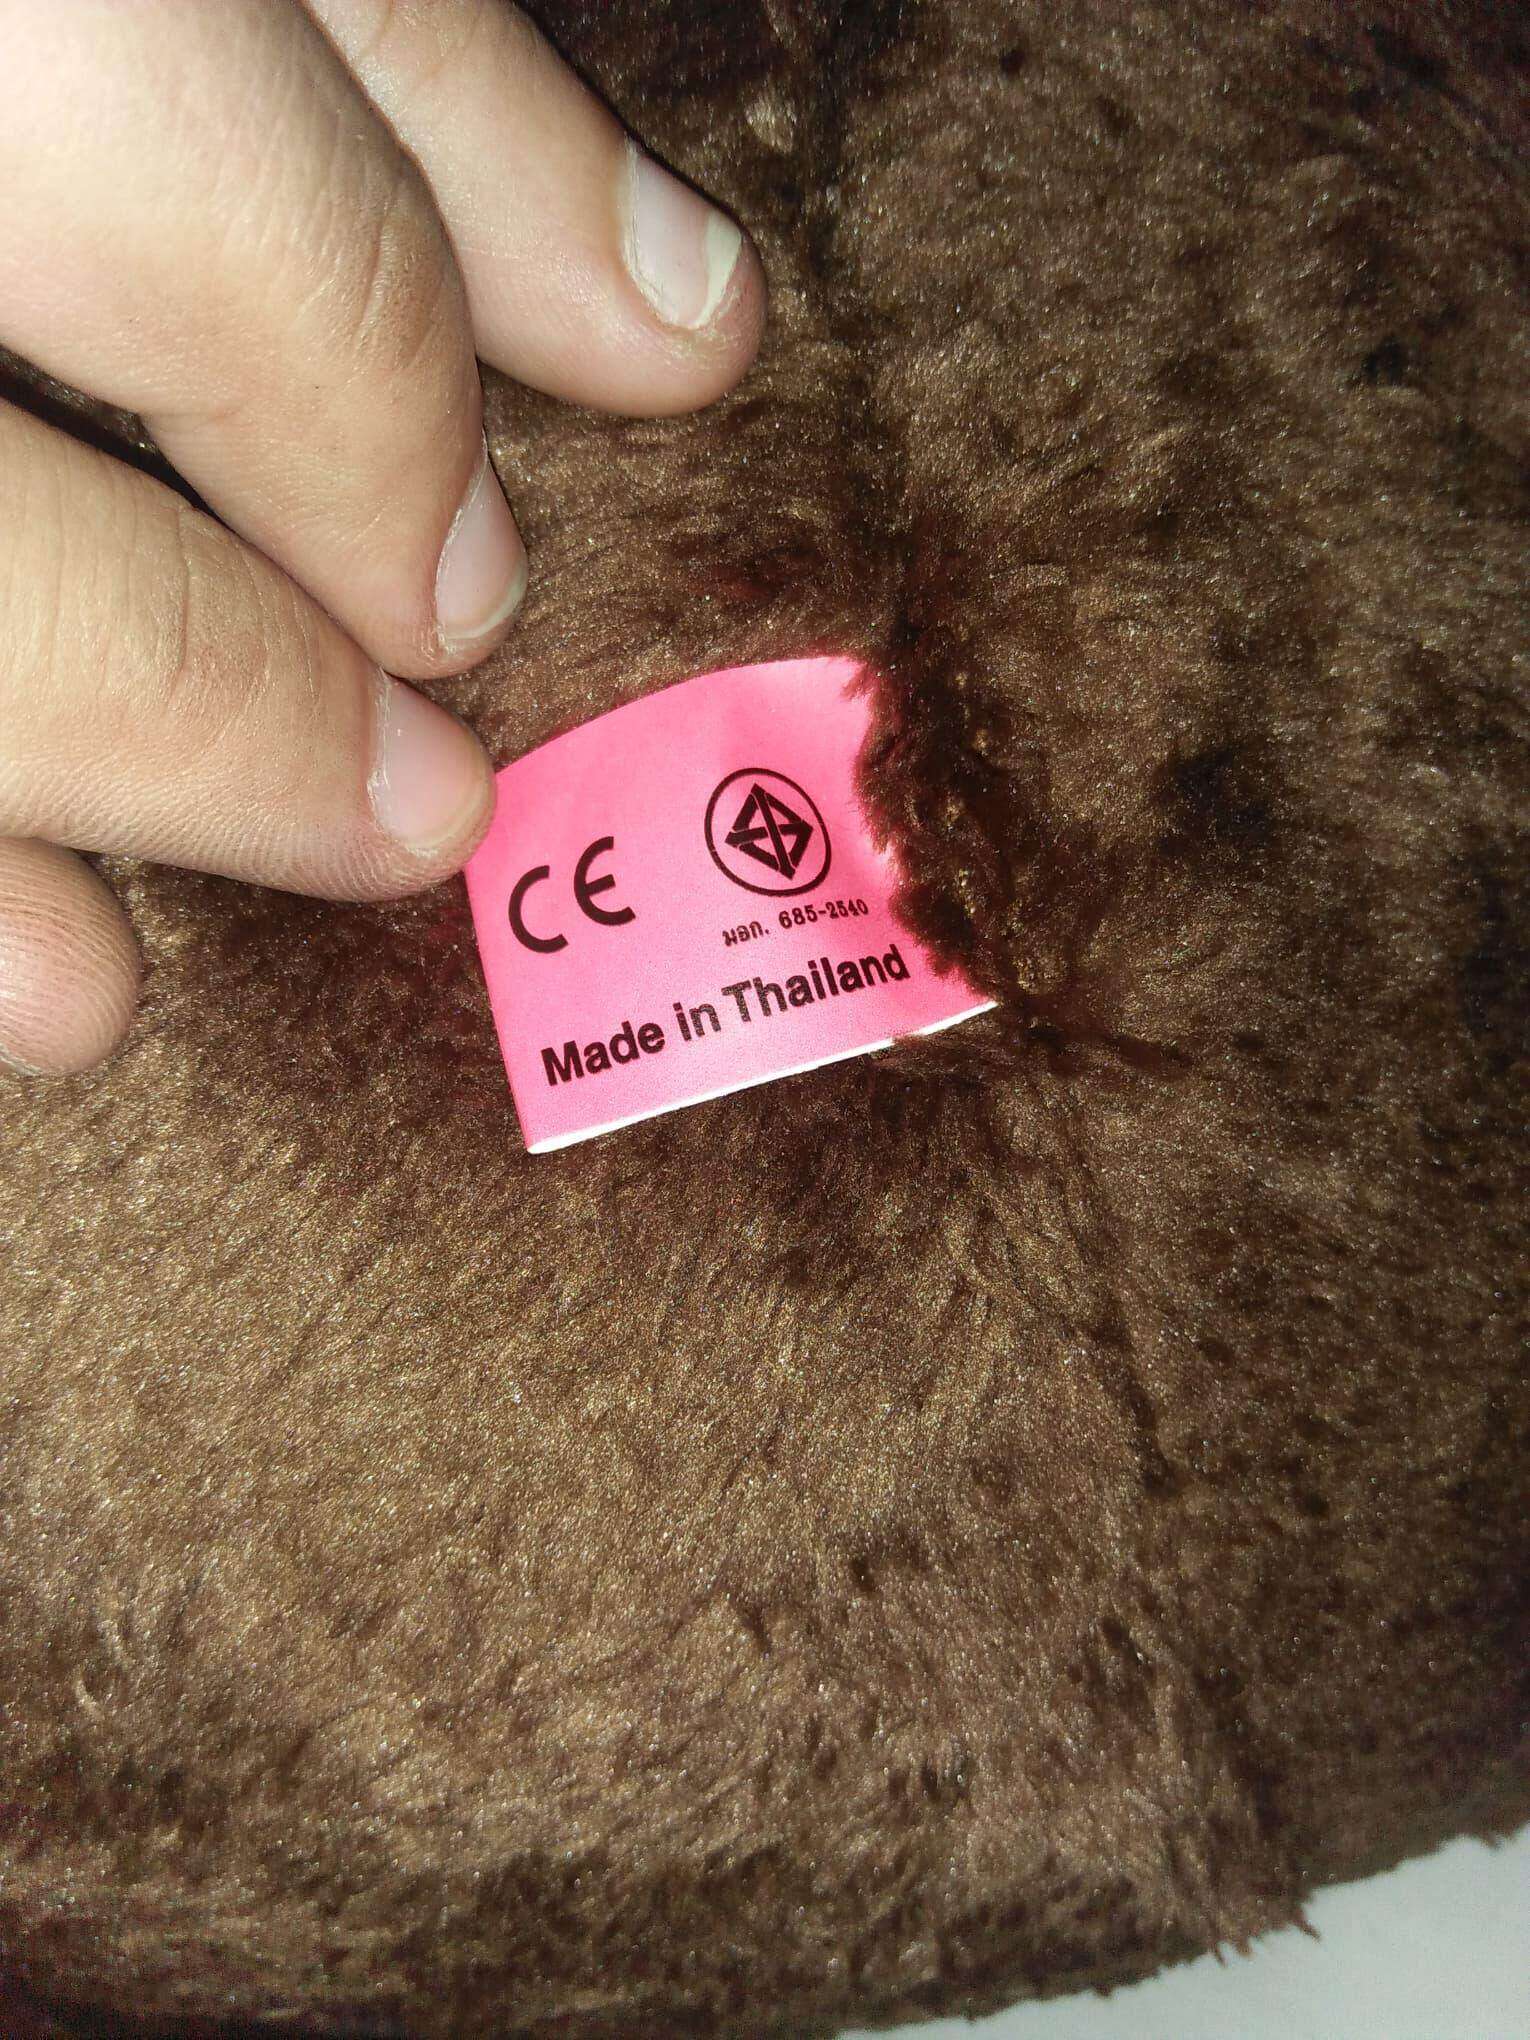 CE
มอก. 685-2540
Made in Thailand